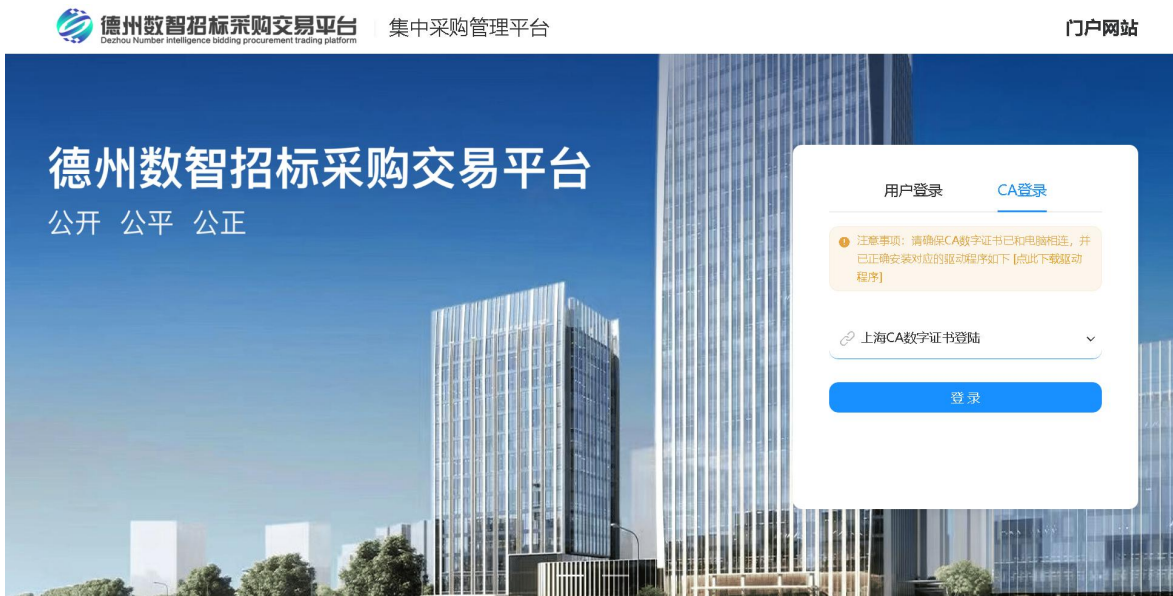 德州数智招标采购交易平台
集中采购管理平台
门户网站
Dezhou Number intelligence bidding procurement trading platform
德州数智招标采购交易平台
公开 公平 公正
用户登录
CA登录
注意事项：请确保CA数字证书已和电脑相连，并
已正确安装对应的驱动程序如下 [点此下载驱动
程序]
上海CA数字证书登陆
登 录